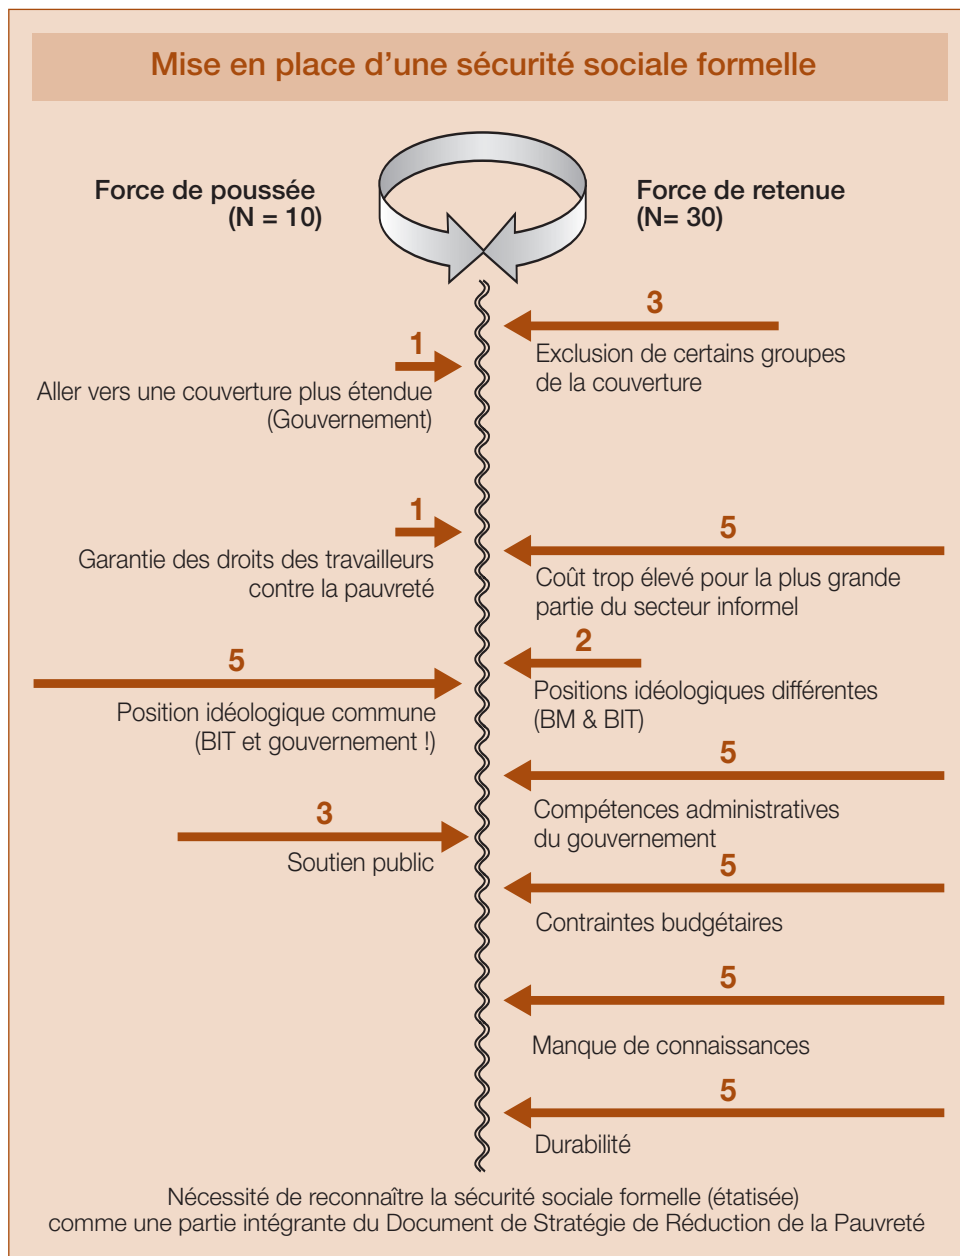 Mise en place d’une sécurité sociale formelle
Force de poussée
(N = 10)
Force de retenue
(N= 30)
3
Exclusion de certains groupes
de la couverture
1
Aller vers une couverture plus étendue
(Gouvernement)
1
Garantie des droits des travailleurs
contre la pauvreté
5
Coût trop élevé pour la plus grande
partie du secteur informel
2
Positions idéologiques différentes
(BM & BIT)
5
Position idéologique commune
(BIT et gouvernement !)
5
Compétences administratives
du gouvernement
3
Soutien public
5
Contraintes budgétaires
5
Manque de connaissances
5
Durabilité
Nécessité de reconnaître la sécurité sociale formelle (étatisée)
comme une partie intégrante du Document de Stratégie de Réduction de la Pauvreté